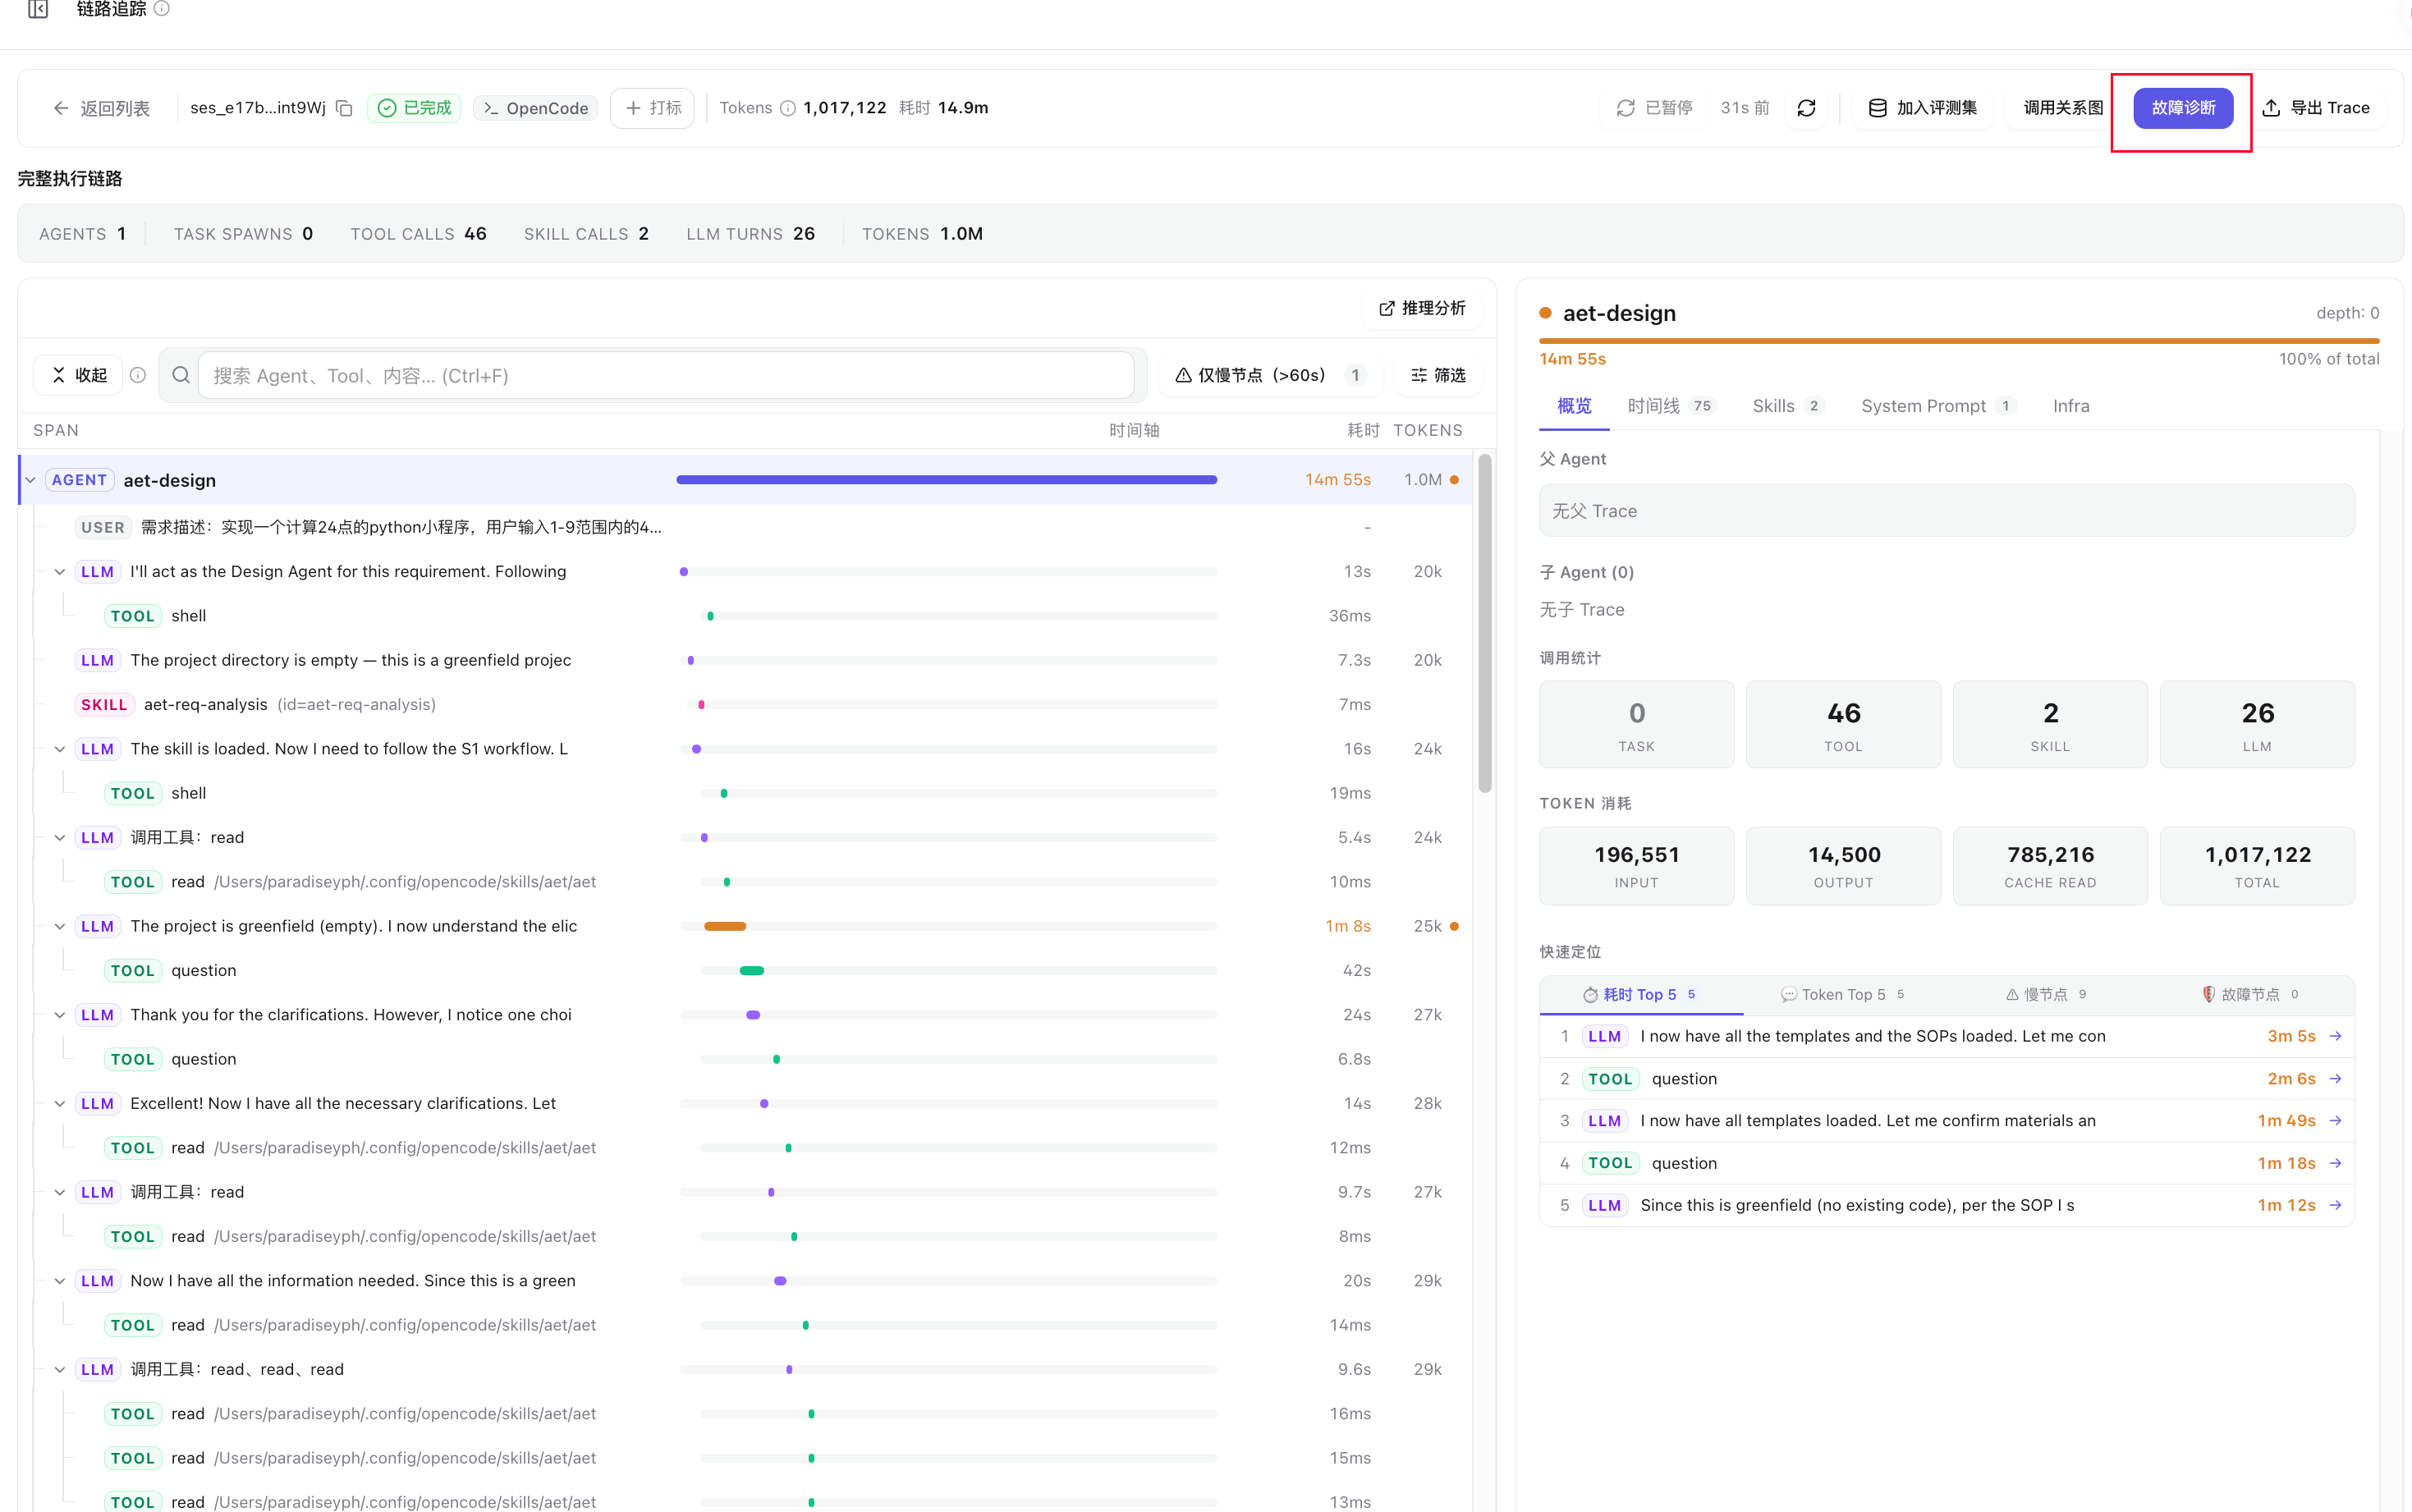 链路追踪
返回列表 ses_e17b...int9Wj 已完成 >_ OpenCode + 打标 Tokens 1,017,122 耗时 14.9m 已暂停 31s 前 加入评测集 调用关系图 故障诊断 导出 Trace
完整执行链路
AGENTS 1 TASK SPAWNS 0 TOOL CALLS 46 SKILL CALLS 2 LLM TURNS 26 TOKENS 1.0M
推理分析
收起 搜索 Agent、Tool、内容... (Ctrl+F) 仅慢节点（>60s） 1 筛选
SPAN 时间轴 耗时 TOKENS
AGENT aet-design 14m 55s 1.0M
USER 需求描述：实现一个计算24点的python小程序，用户输入1-9范围内的4... -
LLM I'll act as the Design Agent for this requirement. Following 13s 20k
TOOL shell 36ms
LLM The project directory is empty — this is a greenfield projec 7.3s 20k
SKILL aet-req-analysis (id=aet-req-analysis) 7ms
LLM The skill is loaded. Now I need to follow the S1 workflow. L 16s 24k
TOOL shell 19ms
LLM 调用工具：read 5.4s 24k
TOOL read /Users/paradiseyph/.config/opencode/skills/aet/aet 10ms
LLM The project is greenfield (empty). I now understand the elic 1m 8s 25k
TOOL question 42s
LLM Thank you for the clarifications. However, I notice one choi 24s 27k
TOOL question 6.8s
LLM Excellent! Now I have all the necessary clarifications. Let 14s 28k
TOOL read /Users/paradiseyph/.config/opencode/skills/aet/aet 12ms
LLM 调用工具：read 9.7s 27k
TOOL read /Users/paradiseyph/.config/opencode/skills/aet/aet 8ms
LLM Now I have all the information needed. Since this is a green 20s 29k
TOOL read /Users/paradiseyph/.config/opencode/skills/aet/aet 14ms
LLM 调用工具：read、read、read 9.6s 29k
TOOL read /Users/paradiseyph/.config/opencode/skills/aet/aet 16ms
TOOL read /Users/paradiseyph/.config/opencode/skills/aet/aet 15ms
TOOL read /Users/paradiseyph/.config/opencode/skills/aet/aet 13ms
aet-design depth: 0
14m 55s 100% of total
概览 时间线 75 Skills 2 System Prompt 1 Infra
父 Agent
无父 Trace
子 Agent (0)
无子 Trace
调用统计
0 46 2 26
TASK TOOL SKILL LLM
TOKEN 消耗
196,551 14,500 785,216 1,017,122
INPUT OUTPUT CACHE READ TOTAL
快速定位
耗时 Top 5 5 Token Top 5 5 慢节点 9 故障节点 0
1 LLM I now have all the templates and the SOPs loaded. Let me con 3m 5s
2 TOOL question 2m 6s
3 LLM I now have all templates loaded. Let me confirm materials an 1m 49s
4 TOOL question 1m 18s
5 LLM Since this is greenfield (no existing code), per the SOP I s 1m 12s